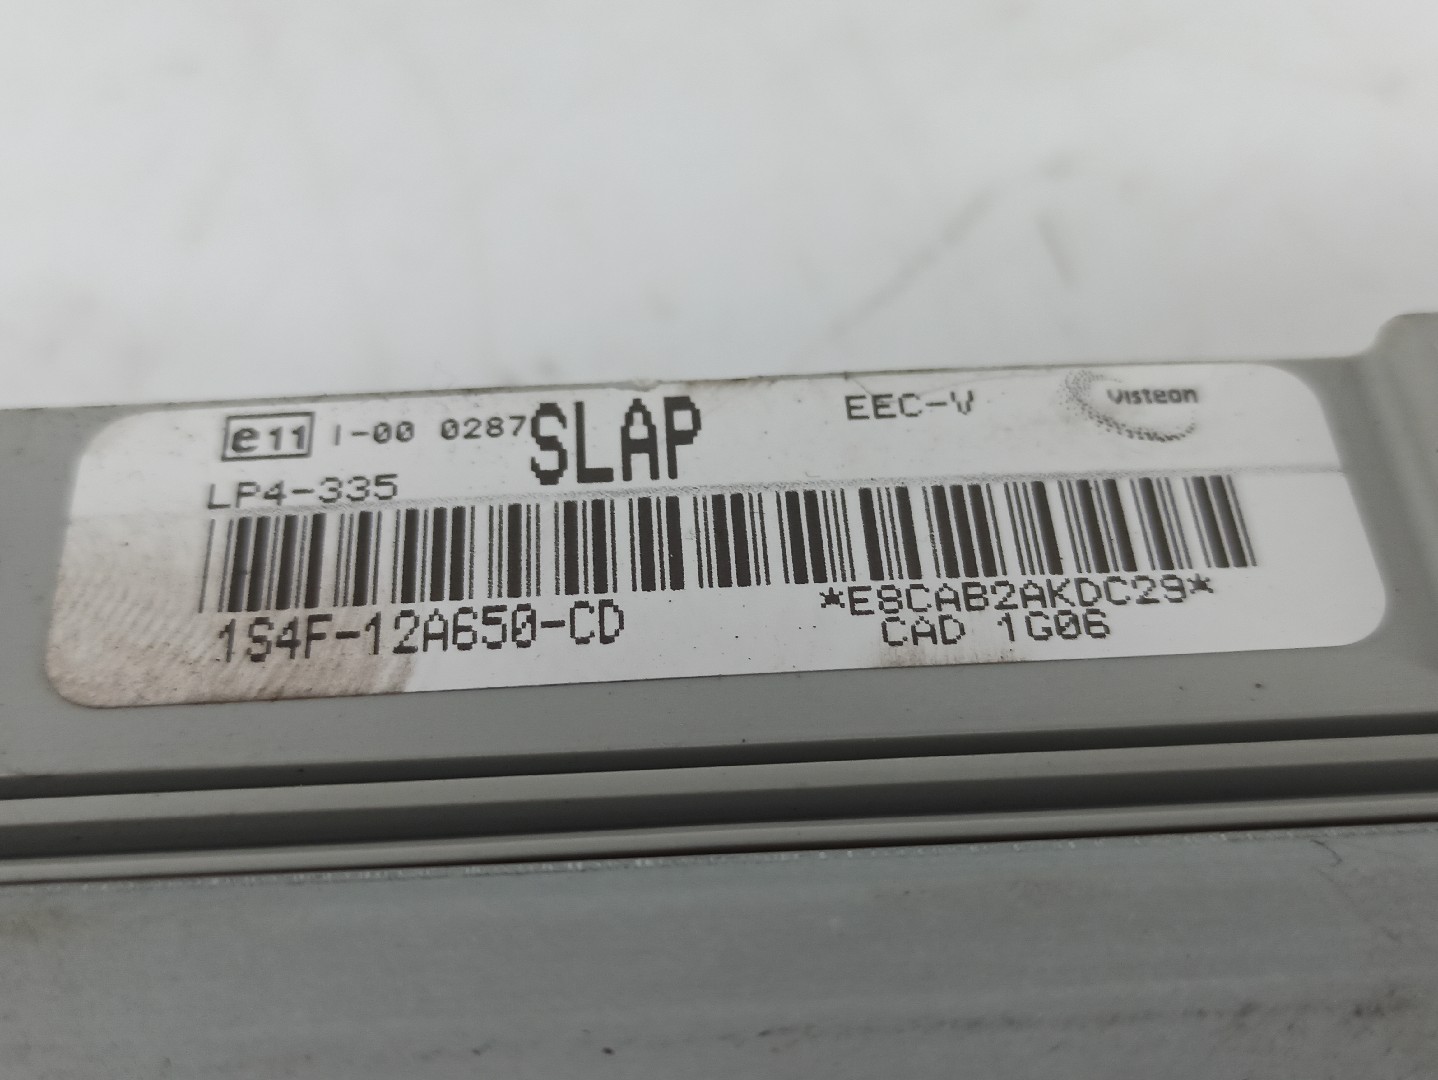 e11 I-00 0287 SLAP EEC-V Visteon
LP4-335
1S4F-12A650-CD *E8CAB2AKDC29*
CAD 1G06